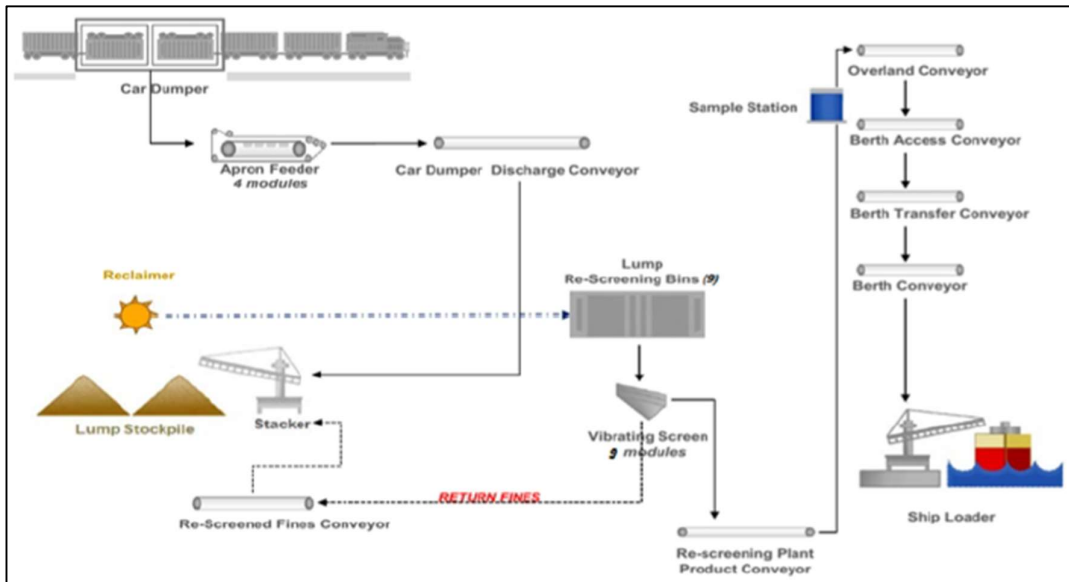 Car Dumper
Apron Feeder
4 modules
Car Dumper Discharge Conveyor
Sample Station
Overland Conveyor
Berth Access Conveyor
Berth Transfer Conveyor
Berth Conveyor
Reclaimer
Lump
Re-Screening Bins (9)
Lump Stockpile
Stacker
Vibrating Screen
9 modules
RETURN FINES
Re-Screened Fines Conveyor
Re-screening Plant
Product Conveyor
Ship Loader